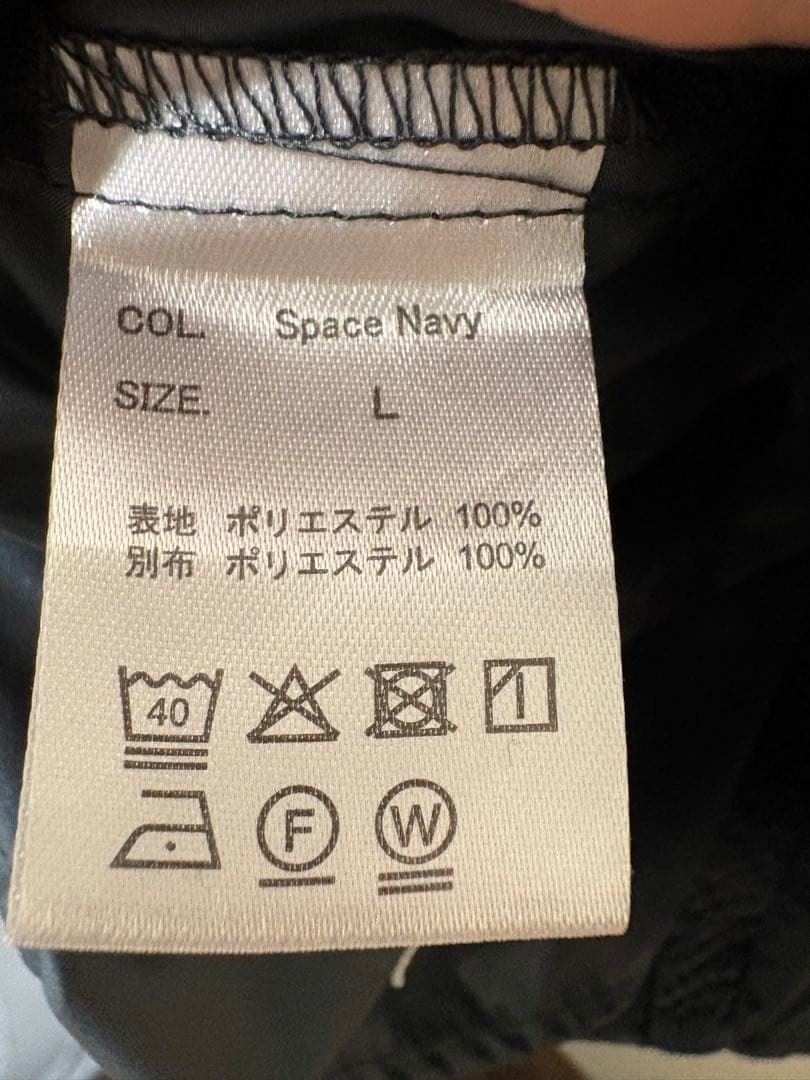 COL. Space Navy
SIZE. L
表地 ポリエステル 100%
別布 ポリエステル 100%
40
F W